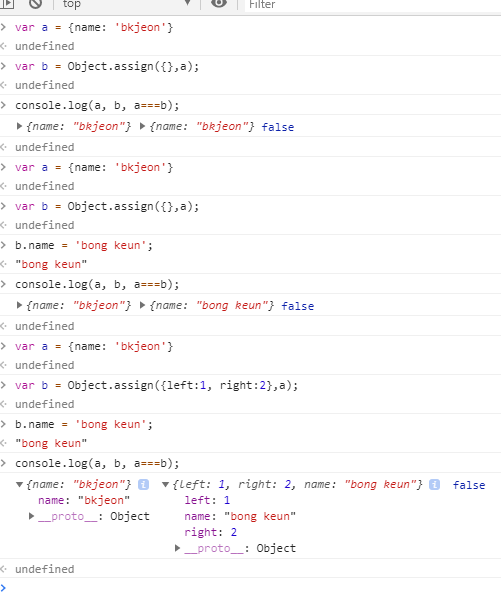 top Filter
> var a = {name: 'bkjeon'}
<· undefined
> var b = Object.assign({},a);
<· undefined
> console.log(a, b, a===b);
▶{name: "bkjeon"} ▶{name: "bkjeon"} false
<· undefined
> var a = {name: 'bkjeon'}
<· undefined
> var b = Object.assign({},a);
<· undefined
> b.name = 'bong keun';
<· "bong keun"
> console.log(a, b, a===b);
▶{name: "bkjeon"} ▶{name: "bong keun"} false
<· undefined
> var a = {name: 'bkjeon'}
<· undefined
> var b = Object.assign({left:1, right:2},a);
<· undefined
> b.name = 'bong keun';
<· "bong keun"
> console.log(a, b, a===b);
▼{name: "bkjeon"} i ▼{left: 1, right: 2, name: "bong keun"} i false
name: "bkjeon" left: 1
▶__proto__: Object name: "bong keun"
right: 2
▶__proto__: Object
<· undefined
>